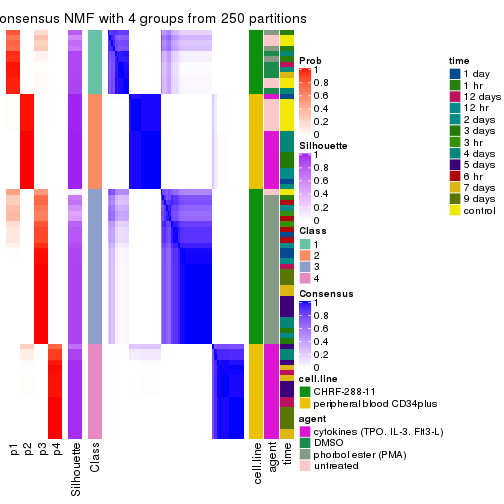 onsensus NMF with 4 groups from 250 partitions
Prob
1
0.8
0.6
0.4
0.2
0
Silhouette
1
0.8
0.6
0.4
0.2
0
Class
1
2
3
4
Consensus
1
0.8
0.6
0.4
0.2
0
cell.line
CHRF-288-11
peripheral blood CD34plus
agent
cytokines (TPO. IL-3. Flt3-L)
DMSO
phorbol ester (PMA)
untreated
time
1 day
1 hr
12 days
12 hr
2 days
3 days
3 hr
4 days
5 days
6 hr
7 days
9 days
control
p1
p2
p3
p4
Silhouette
Class
cell.line
agent
time